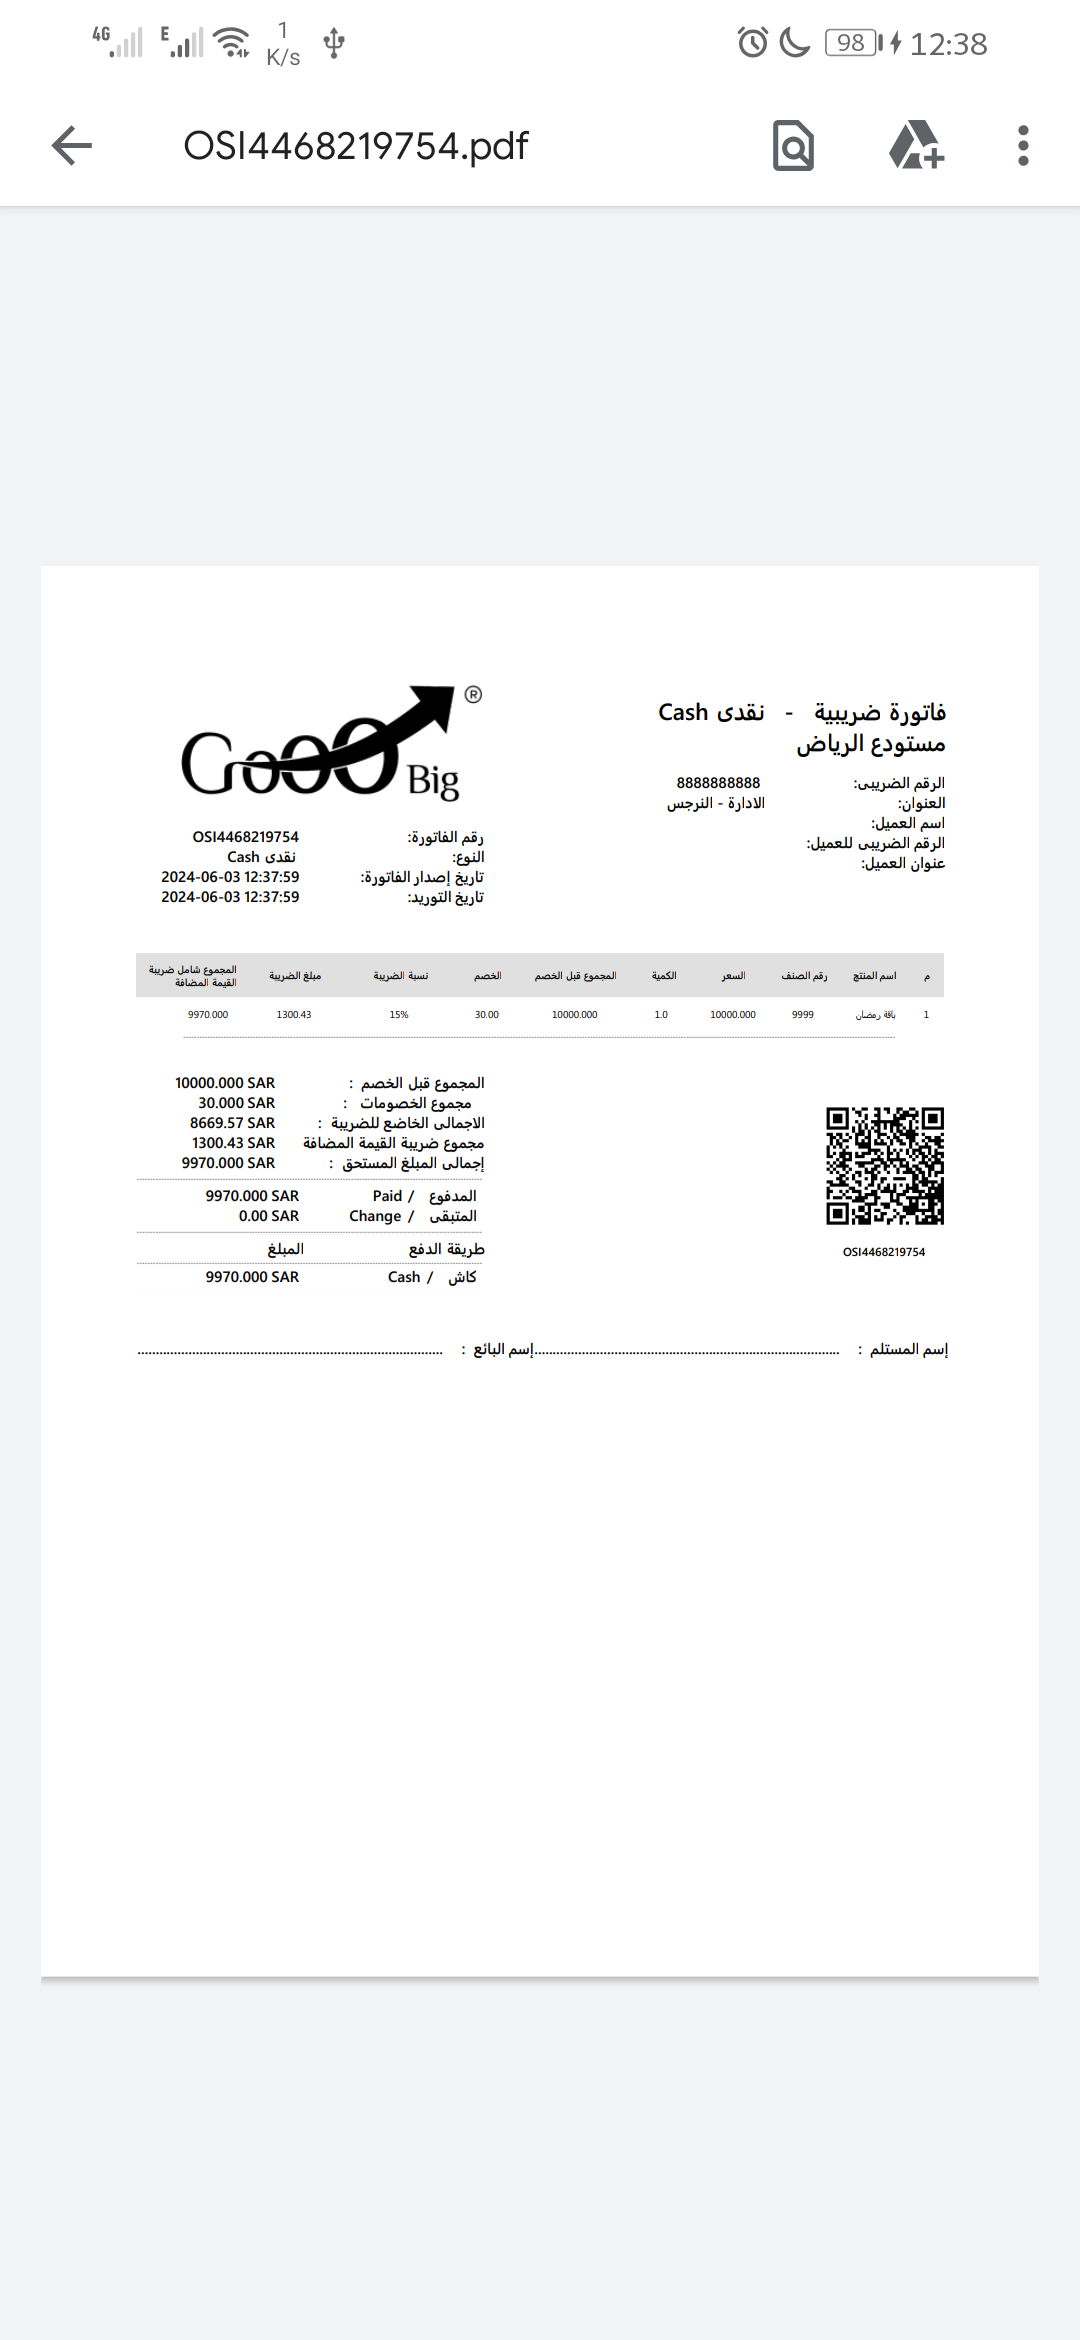 4G E 1 K/s 98 12:38
OSI4468219754.pdf
GoOO Big ®
فاتورة ضريبية - نقدى Cash
مستودع الرياض
الرقم الضريبى: 8888888888
العنوان: الادارة - النرجس
اسم العميل:
الرقم الضريبى للعميل:
عنوان العميل:
رقم الفاتورة: OSI4468219754
النوع: نقدى Cash
تاريخ إصدار الفاتورة: 2024-06-03 12:37:59
تاريخ التوريد: 2024-06-03 12:37:59
م اسم المنتج رقم الصنف السعر الكمية المجموع قبل الخصم الخصم نسبة الضريبة مبلغ الضريبة المجموع شامل ضريبة القيمة المضافة
1 باقة رمضان 9999 10000.000 1.0 10000.000 30.00 15% 1300.43 9970.000
المجموع قبل الخصم : 10000.000 SAR
مجموع الخصومات : 30.000 SAR
الاجمالى الخاضع للضريبة : 8669.57 SAR
مجموع ضريبة القيمة المضافة 1300.43 SAR
إجمالى المبلغ المستحق : 9970.000 SAR
المدفوع / Paid 9970.000 SAR
المتبقى / Change 0.00 SAR
طريقة الدفع المبلغ
كاش / Cash 9970.000 SAR
OSI4468219754
إسم المستلم : ........................................ إسم البائع : ........................................